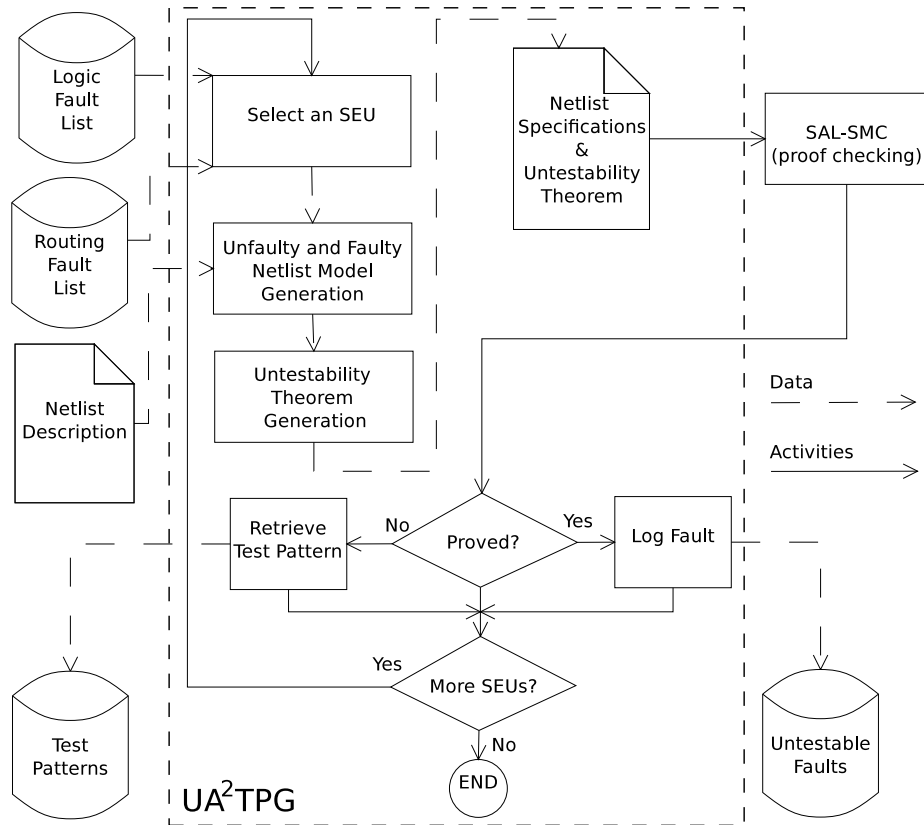 Logic
Fault
List
Select an SEU
Netlist
Specifications
&
Untestability
Theorem
SAL-SMC
(proof checking)
Routing
Fault
List
Unfaulty and Faulty
Netlist Model
Generation
Netlist
Description
Untestability
Theorem
Generation
Data
Activities
Retrieve
Test Pattern
No
Proved?
Yes
Log Fault
Yes
More SEUs?
No
END
Test
Patterns
Untestable
Faults
UA²TPG